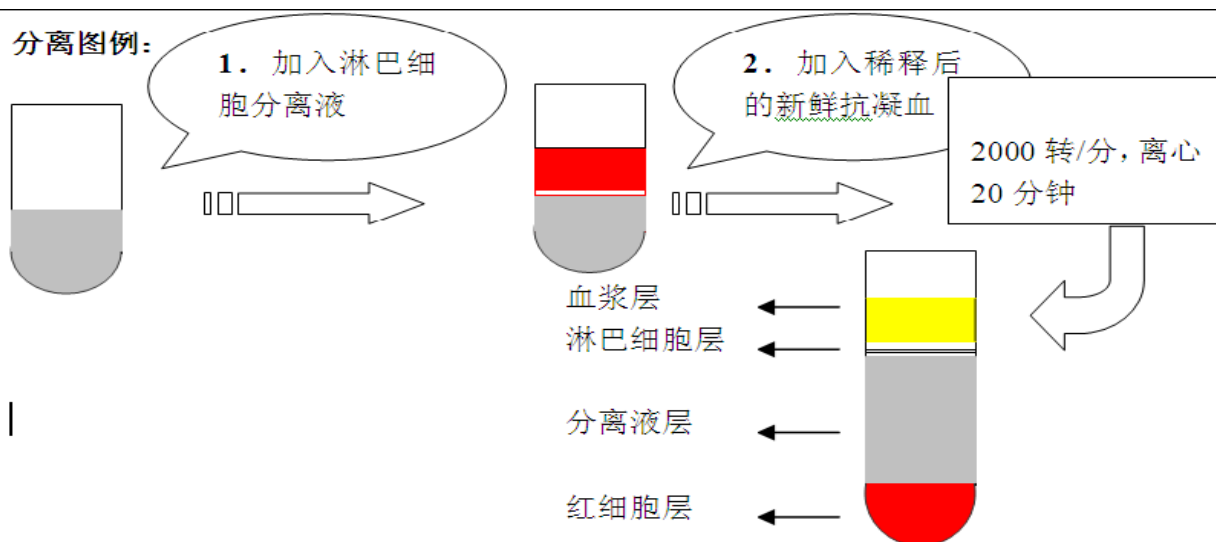 分离图例：
1．加入淋巴细
胞分离液
2．加入稀释后
的新鲜抗凝血
2000 转/分，离心
20 分钟
血浆层
淋巴细胞层
分离液层
红细胞层